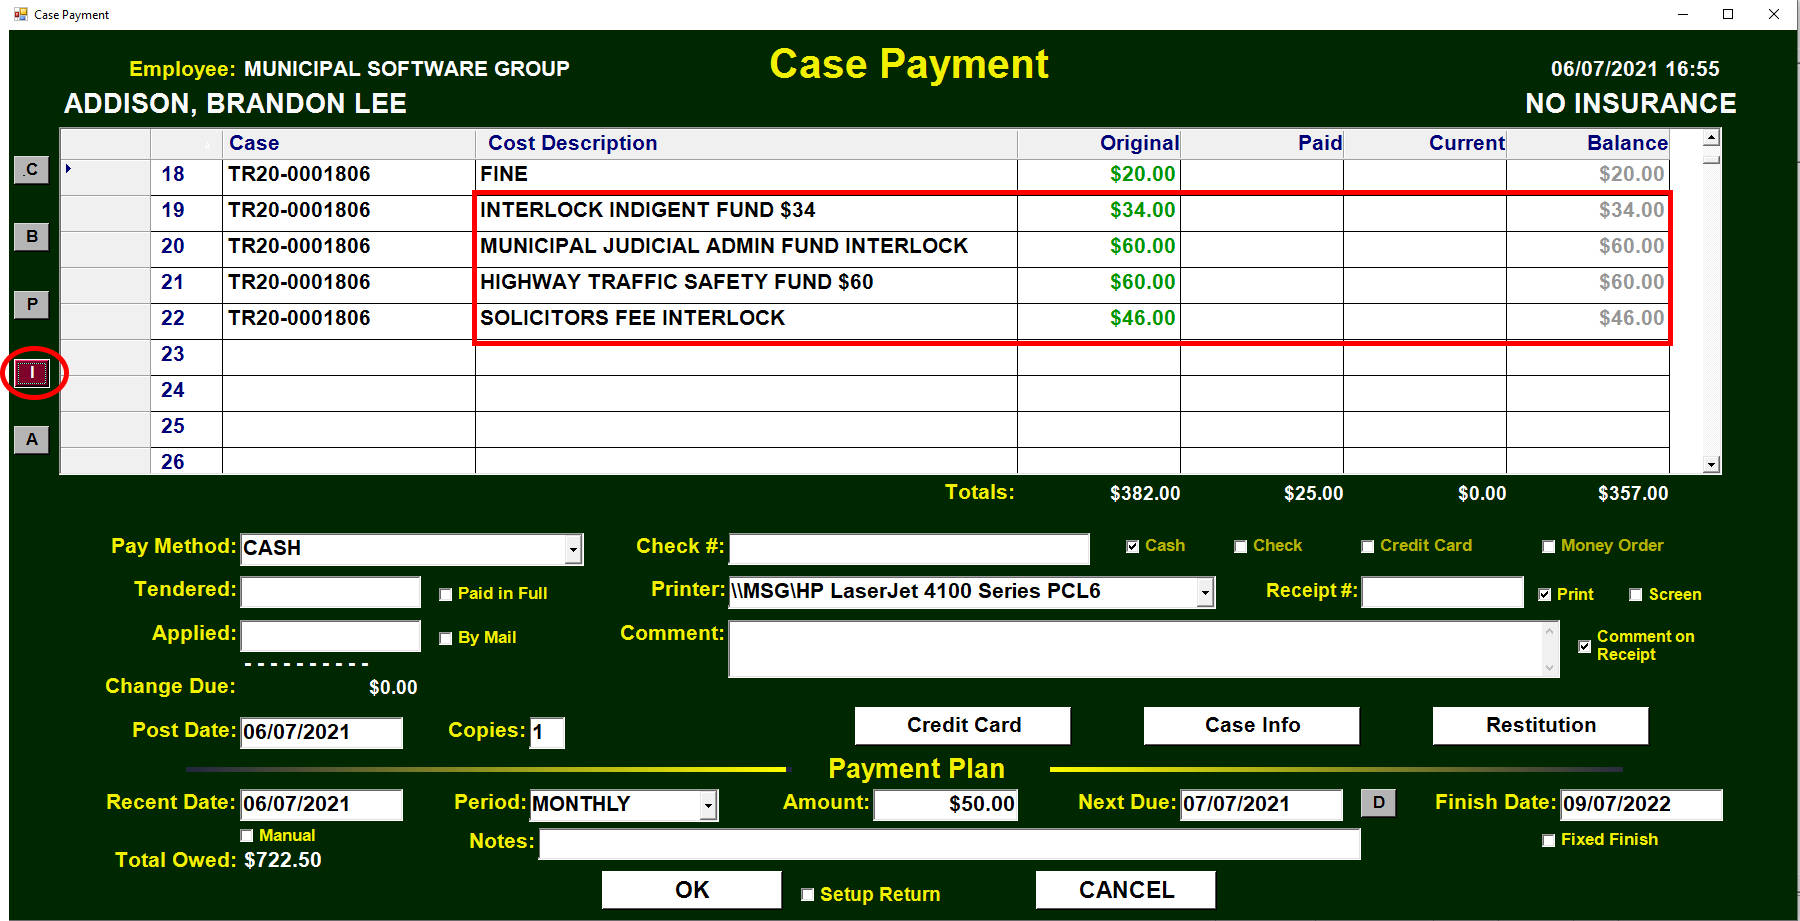 Case Payment
Employee: MUNICIPAL SOFTWARE GROUP
Case Payment
06/07/2021 16:55
ADDISON, BRANDON LEE
NO INSURANCE
Case Cost Description Original Paid Current Balance
18 TR20-0001806 FINE $20.00 $20.00
19 TR20-0001806 INTERLOCK INDIGENT FUND $34 $34.00 $34.00
20 TR20-0001806 MUNICIPAL JUDICIAL ADMIN FUND INTERLOCK $60.00 $60.00
21 TR20-0001806 HIGHWAY TRAFFIC SAFETY FUND $60 $60.00 $60.00
22 TR20-0001806 SOLICITORS FEE INTERLOCK $46.00 $46.00
23
24
25
26
.C
B
P
I
A
Totals: $382.00 $25.00 $0.00 $357.00
Pay Method: CASH Check #: Cash Check Credit Card Money Order
Tendered: Paid in Full Printer: \\MSG\HP LaserJet 4100 Series PCL6 Receipt #: Print Screen
Applied: By Mail Comment: Comment on
Receipt
----------
Change Due: $0.00
Post Date: 06/07/2021 Copies: 1 Credit Card Case Info Restitution
Payment Plan
Recent Date: 06/07/2021 Period: MONTHLY Amount: $50.00 Next Due: 07/07/2021 D Finish Date: 09/07/2022
Manual Notes: Fixed Finish
Total Owed: $722.50
OK Setup Return CANCEL